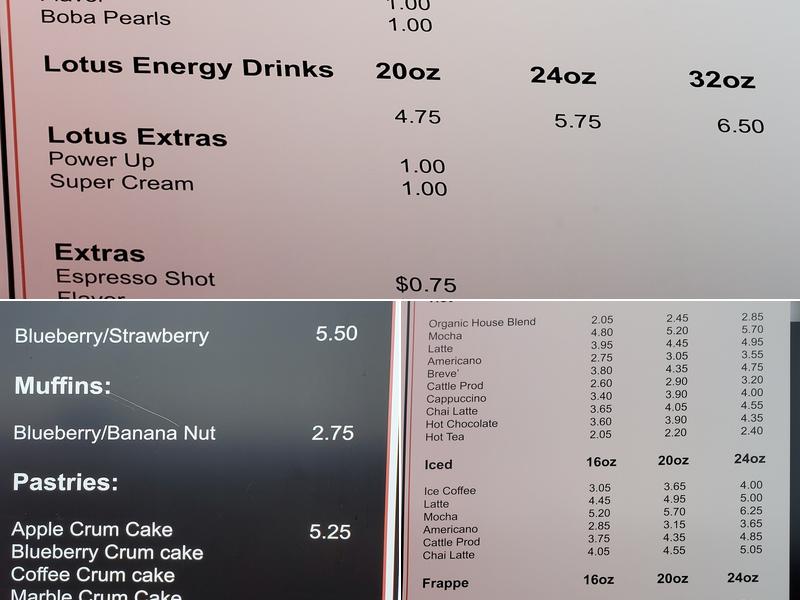 Flavor 1.00
Boba Pearls 1.00
Lotus Energy Drinks 20oz 24oz 32oz
4.75 5.75 6.50
Lotus Extras
Power Up 1.00
Super Cream 1.00
Extras
Espresso Shot $0.75
Flavor
Blueberry/Strawberry 5.50
Muffins:
Blueberry/Banana Nut 2.75
Pastries:
Apple Crum Cake 5.25
Blueberry Crum cake
Coffee Crum cake
Marble Crum Cake
Organic House Blend 2.05 2.45 2.85
Mocha 4.80 5.20 5.70
Latte 3.95 4.45 4.95
Americano 2.75 3.05 3.55
Breve' 3.80 4.35 4.75
Cattle Prod 2.60 2.90 3.20
Cappuccino 3.40 3.90 4.00
Chai Latte 3.65 4.05 4.55
Hot Chocolate 3.60 3.90 4.35
Hot Tea 2.05 2.20 2.40
Iced 16oz 20oz 24oz
Ice Coffee 3.05 3.65 4.00
Latte 4.45 4.95 5.00
Mocha 5.20 5.70 6.25
Americano 2.85 3.15 3.65
Cattle Prod 3.75 4.35 4.85
Chai Latte 4.05 4.55 5.05
Frappe 16oz 20oz 24oz